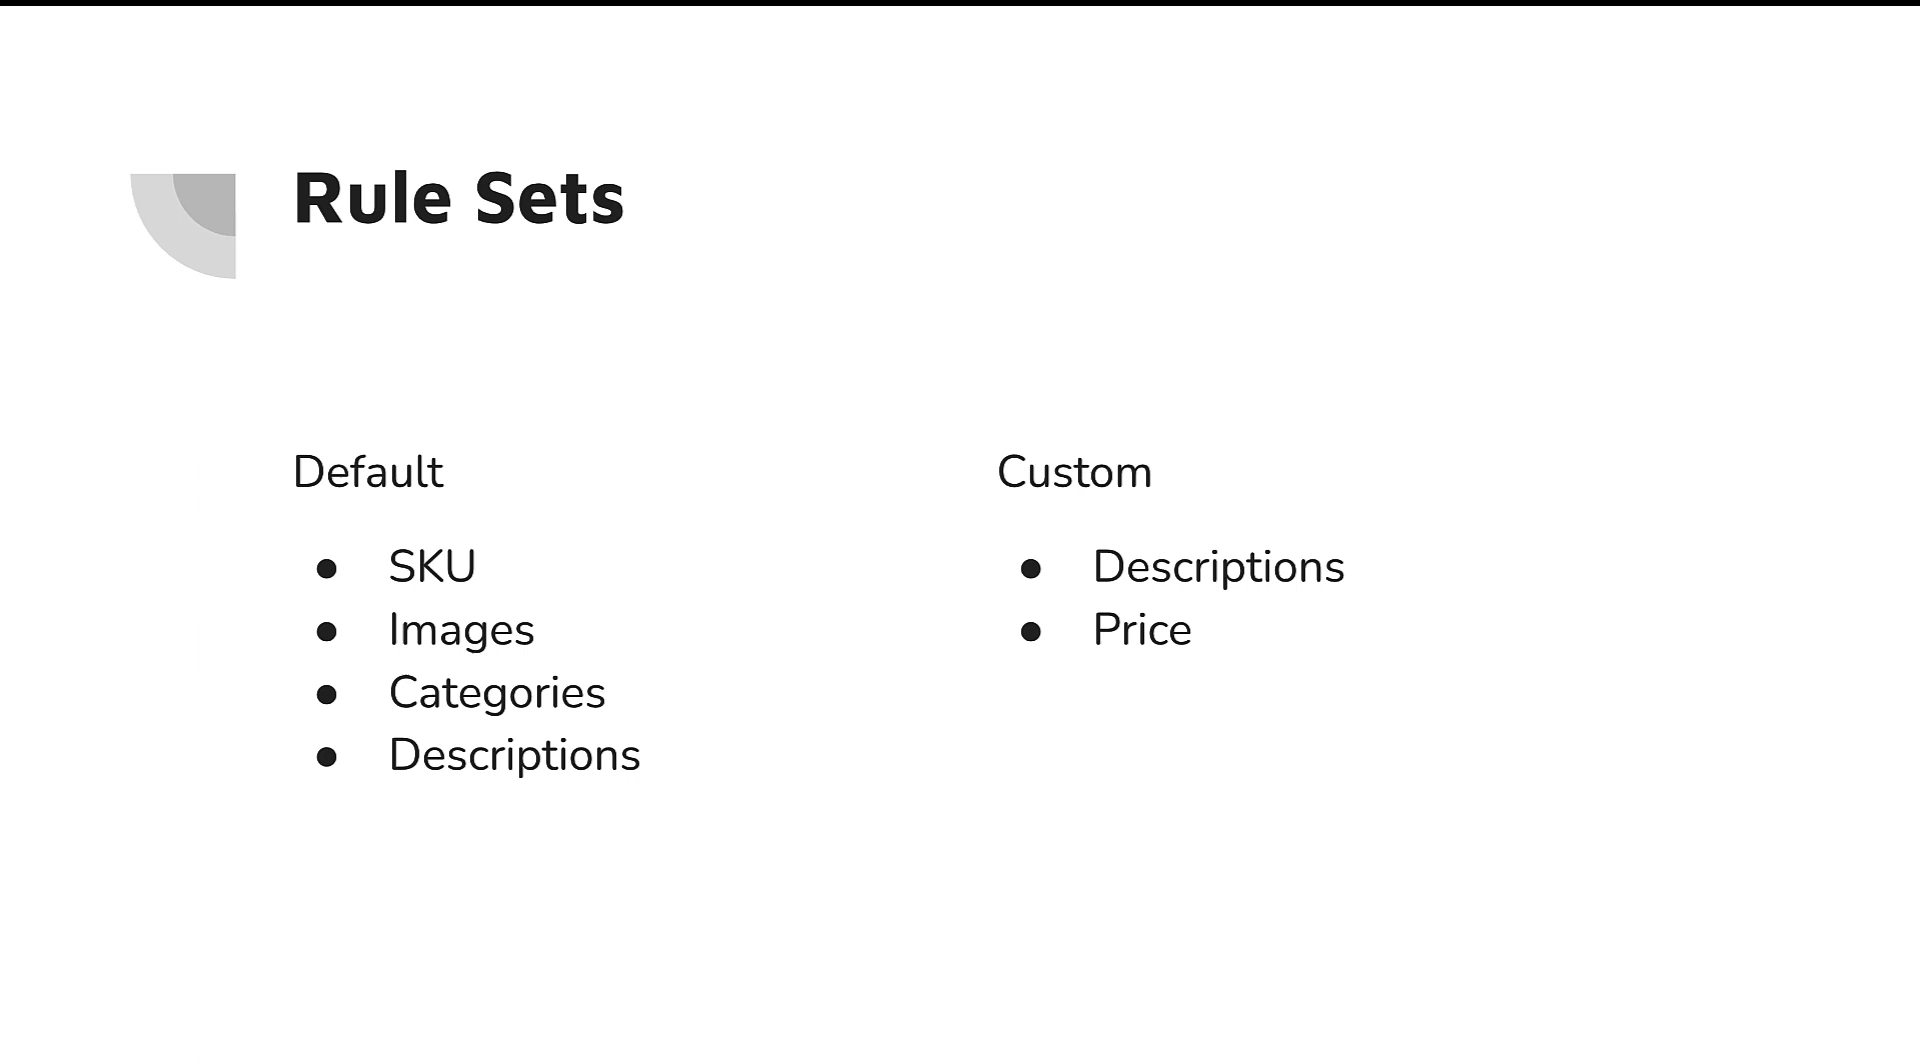 Rule Sets
Default
● SKU
● Images
● Categories
● Descriptions
Custom
● Descriptions
● Price